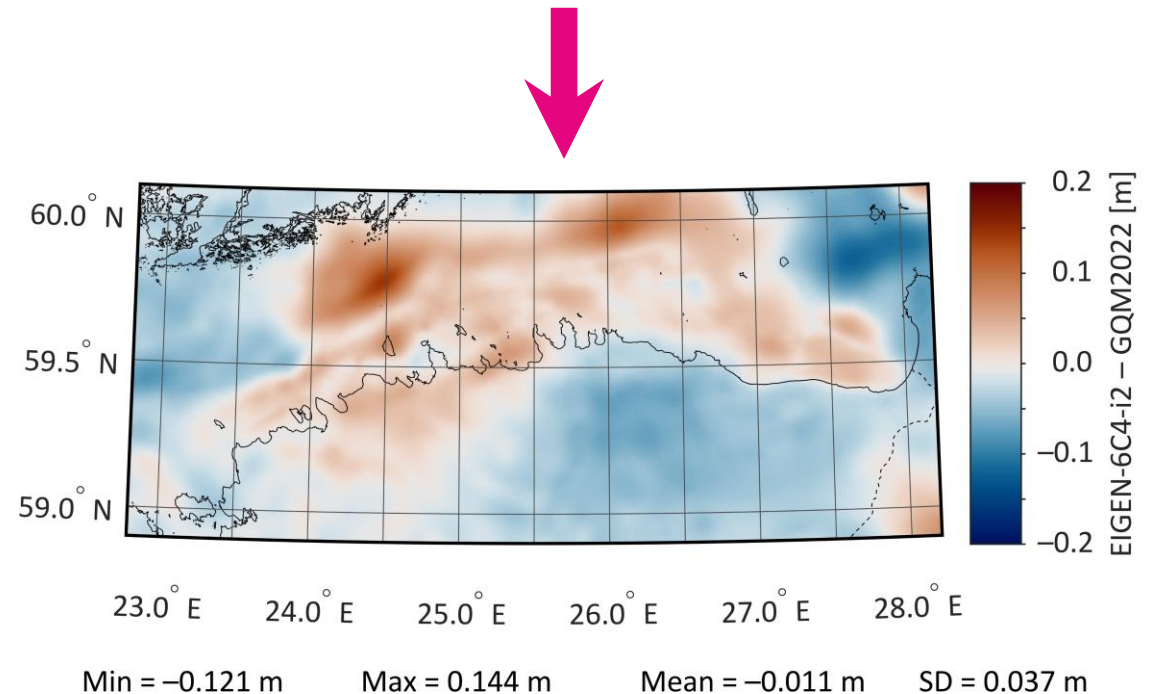 60.0° N
59.5° N
59.0° N
23.0° E 24.0° E 25.0° E 26.0° E 27.0° E 28.0° E
0.2
0.1
0.0
–0.1
–0.2
EIGEN-6C4-i2 – GQM2022 [m]
Min = –0.121 m Max = 0.144 m Mean = –0.011 m SD = 0.037 m